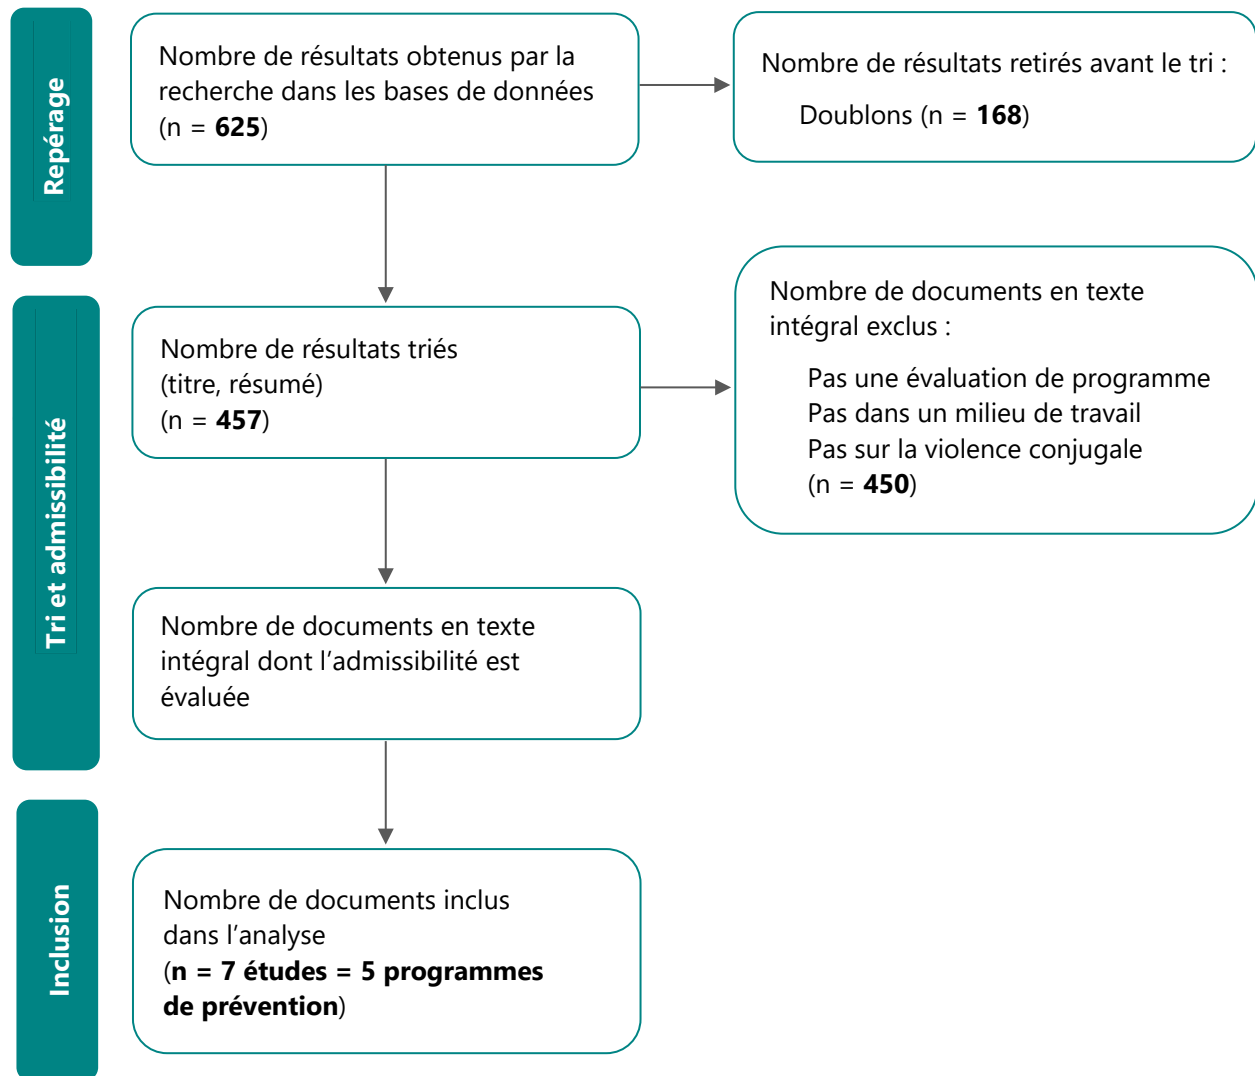 Repérage
Nombre de résultats obtenus par la
recherche dans les bases de données
(n = 625)
Nombre de résultats retirés avant le tri :
Doublons (n = 168)
Tri et admissibilité
Nombre de résultats triés
(titre, résumé)
(n = 457)
Nombre de documents en texte
intégral exclus :
Pas une évaluation de programme
Pas dans un milieu de travail
Pas sur la violence conjugale
(n = 450)
Nombre de documents en texte
intégral dont l’admissibilité est
évaluée
Inclusion
Nombre de documents inclus
dans l’analyse
(n = 7 études = 5 programmes
de prévention)